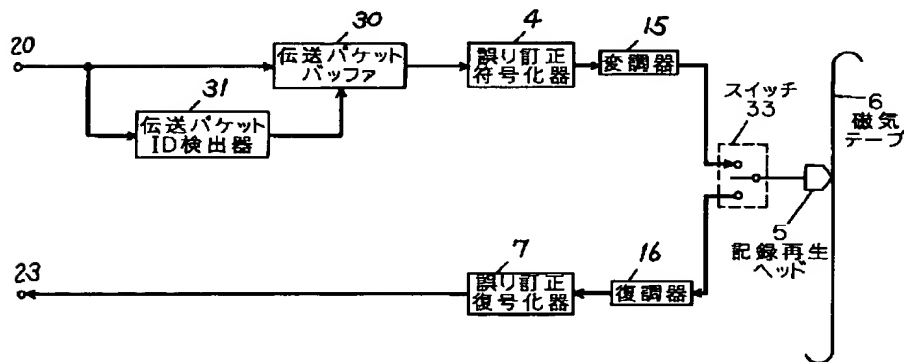 20
30
伝送パケット
バッファ
31
伝送パケット
ID検出器
4
誤り訂正
符号化器
15
変調器
スイッチ
33
6
磁気
テープ
5
記録再生
ヘッド
23
7
誤り訂正
復号化器
16
復調器